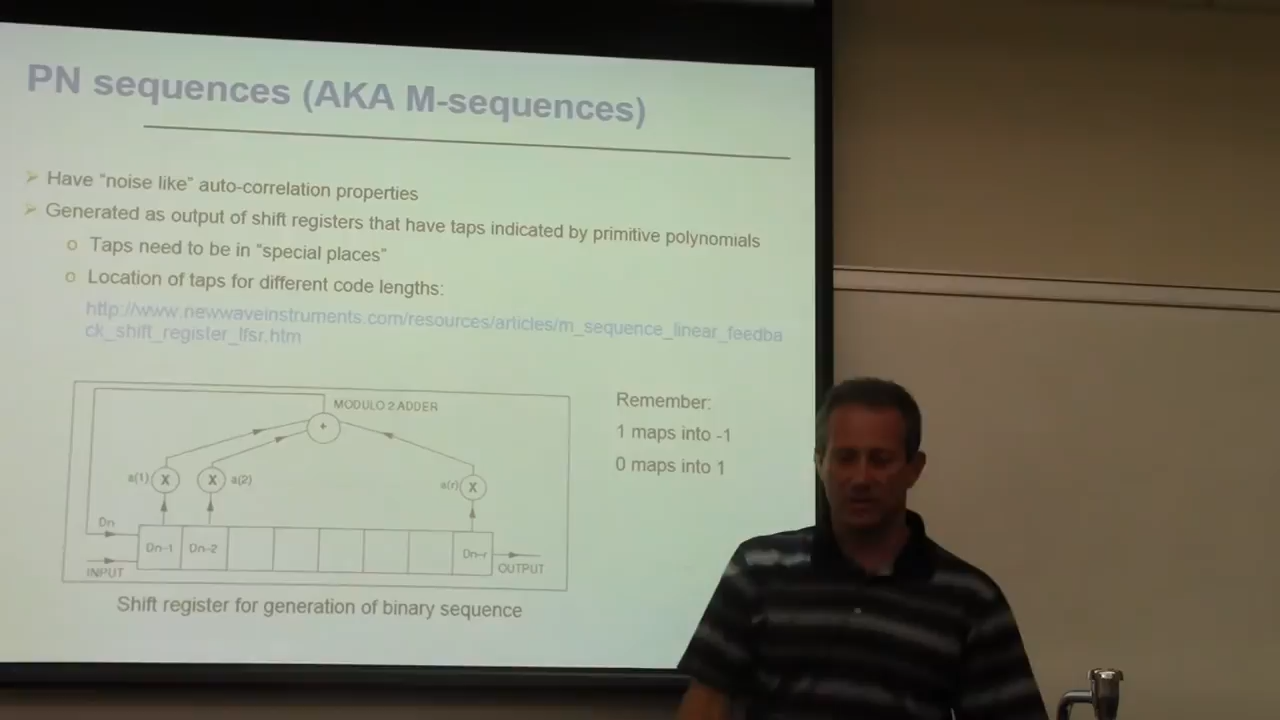 PN sequences (AKA M-sequences)
Have “noise like” auto-correlation properties
Generated as output of shift registers that have taps indicated by primitive polynomials
Taps need to be in “special places”
Location of taps for different code lengths:
http://www.newwaveinstruments.com/resources/articles/m_sequence_linear_feedba
ck_shift_register_lfsr.htm
MODULO 2 ADDER
+
a(1) X X a(2) a(r) X
Dn
Dn-1 Dn-2 Dn-r
INPUT OUTPUT
Shift register for generation of binary sequence
Remember:
1 maps into -1
0 maps into 1